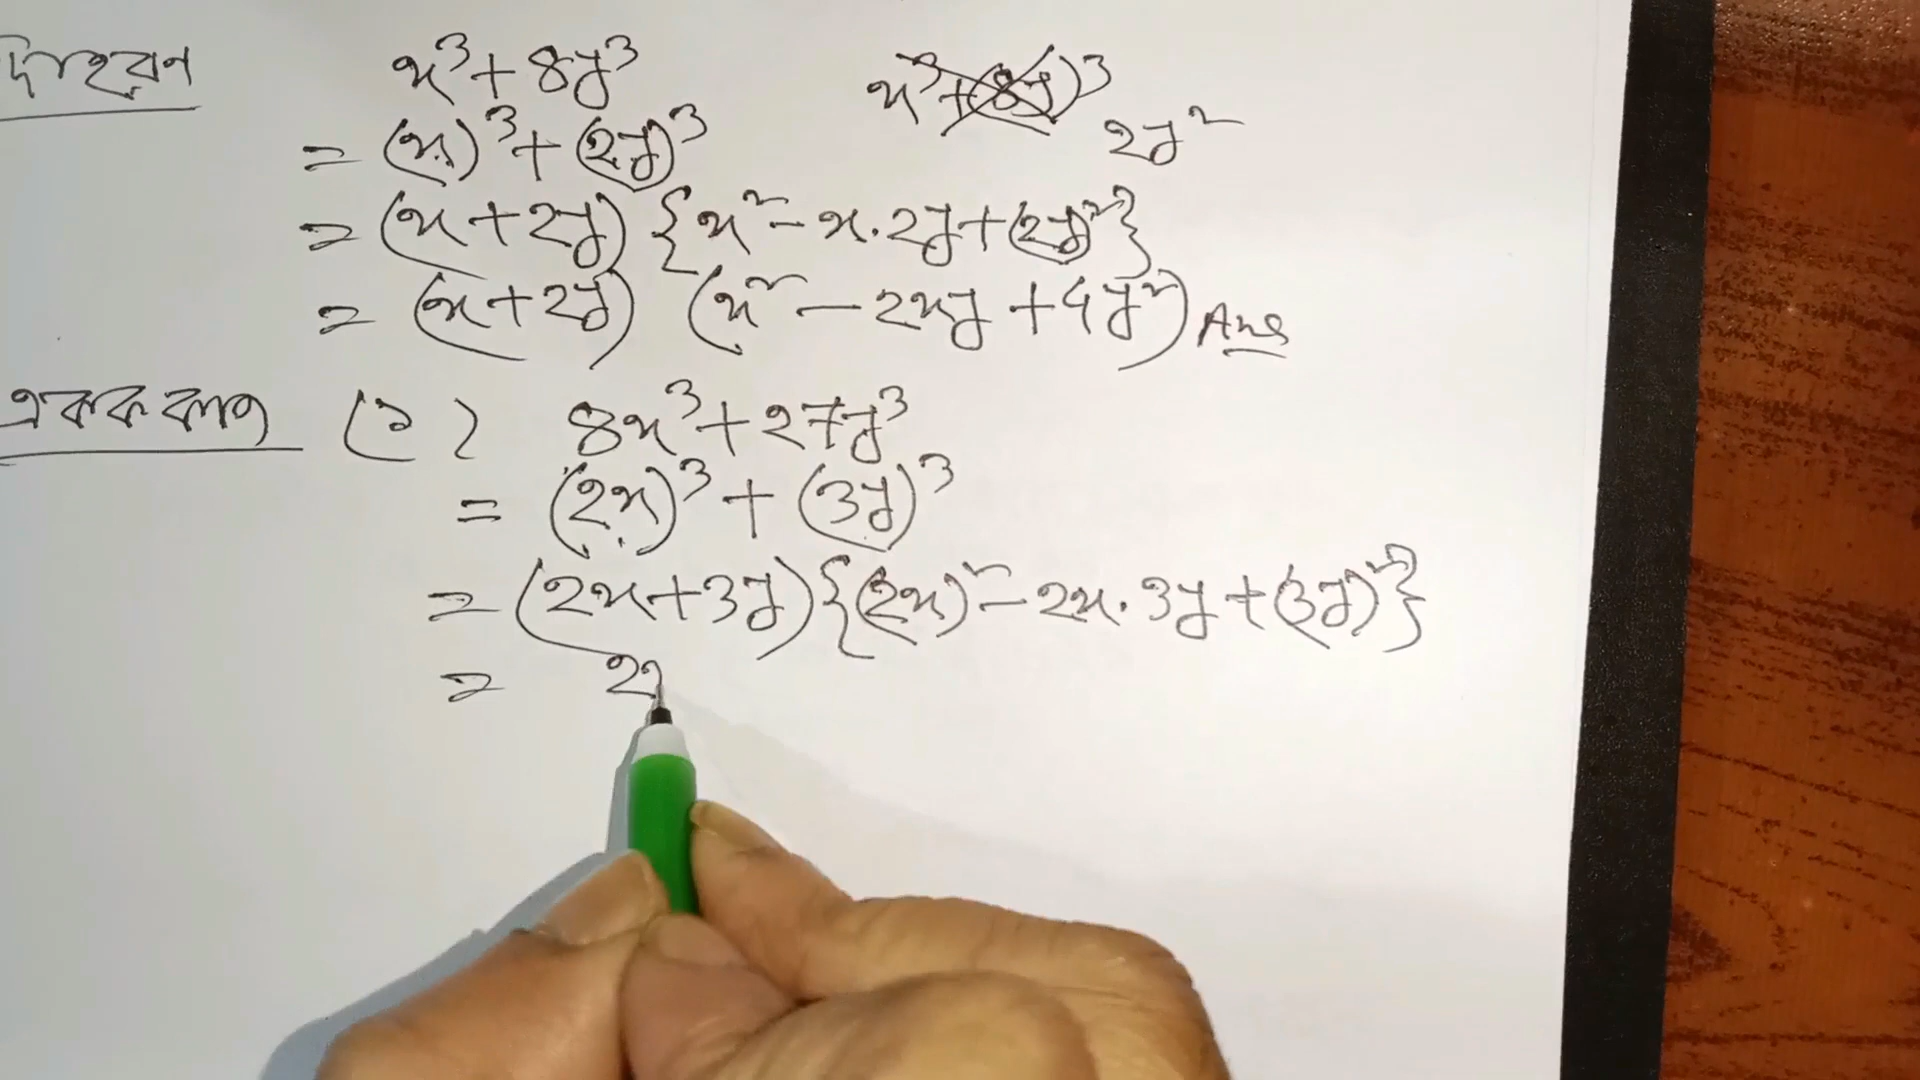 দাহরণ x³ + 8y³ x³ + (8y)³
= (x)³ + (2y)³ 2y²
= (x + 2y) {x² - x.2y + (2y)²}
= (x + 2y) (x² - 2xy + 4y²) Ans
একক কাজ (১) 8x³ + 27y³
= (2x)³ + (3y)³
= (2x + 3y) {(2x)² - 2x.3y + (3y)²}
= 2